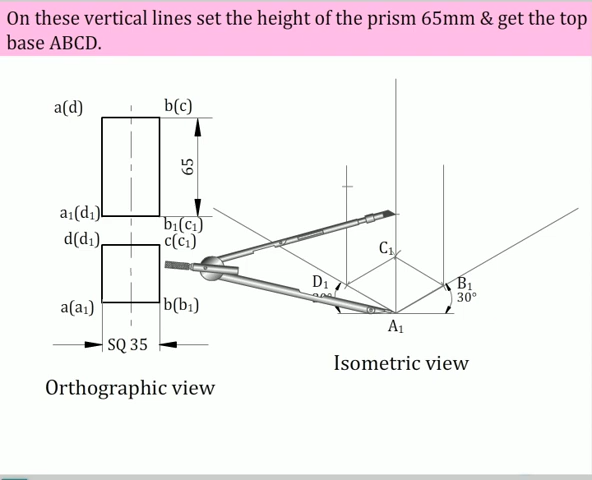 On these vertical lines set the height of the prism 65mm & get the top
base ABCD.
a(d)
b(c)
65
a₁(d₁)
b₁(c₁)
d(d₁)
c(c₁)
a(a₁)
b(b₁)
SQ 35
Orthographic view
C₁
D₁
B₁
30°
A₁
Isometric view